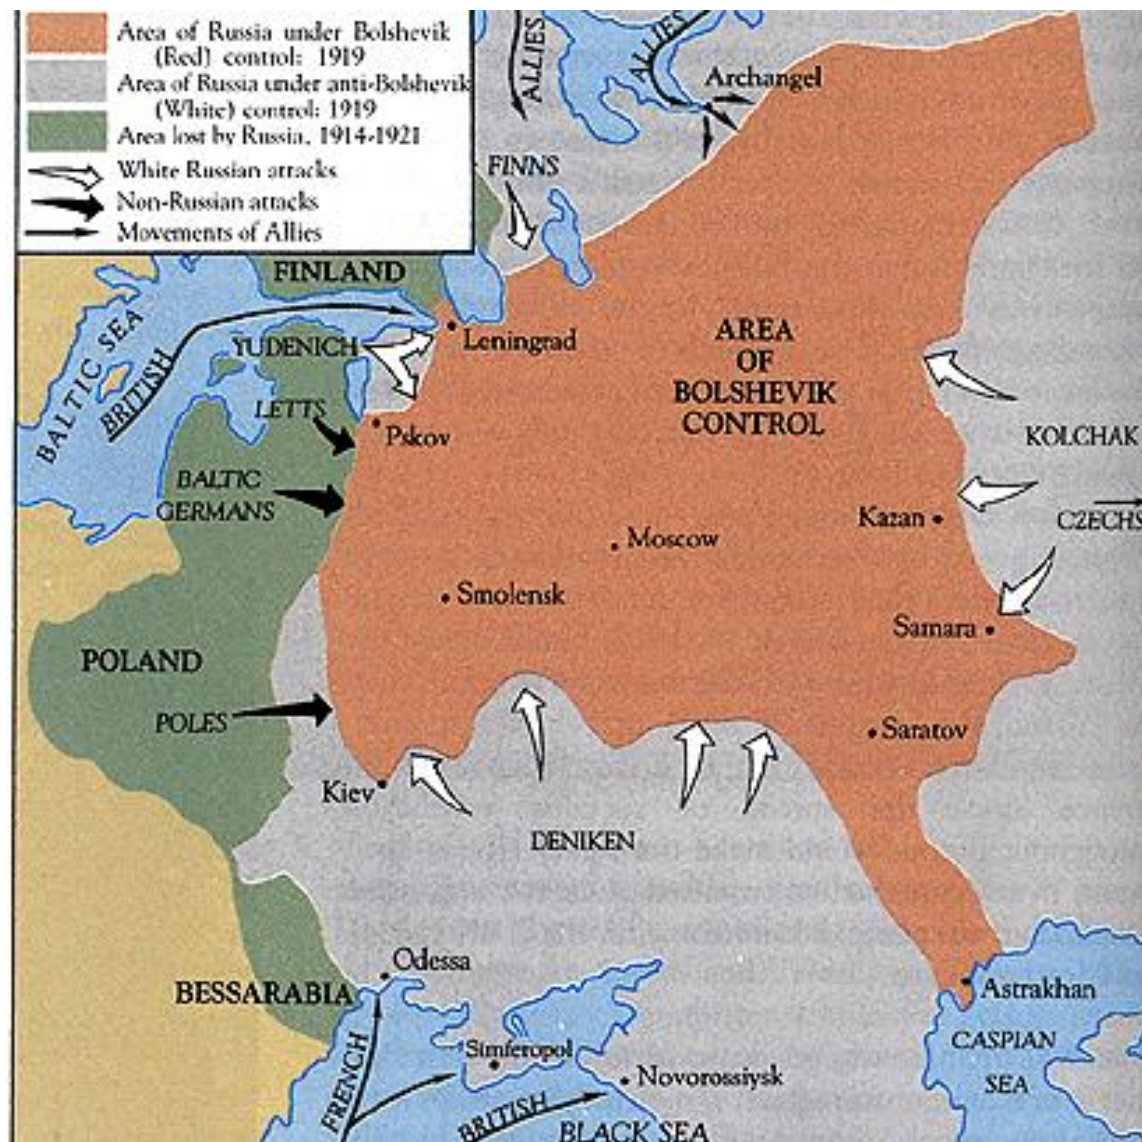 Area of Russia under Bolshevik
(Red) control: 1919
Area of Russia under anti-Bolshevik
(White) control: 1919
Area lost by Russia, 1914-1921
White Russian attacks
Non-Russian attacks
Movements of Allies
ALLIES
ALLIES
Archangel
FINNS
FINLAND
BALTIC SEA
BRITISH
YUDENICH
Leningrad
AREA
OF
BOLSHEVIK
CONTROL
LETTS
Pskov
KOLCHAK
BALTIC
GERMANS
Kazan
CZECHS
Moscow
Smolensk
Samara
POLAND
POLES
Saratov
Kiev
DENIKEN
Odessa
BESSARABIA
Astrakhan
FRENCH
Simferopol
CASPIAN
SEA
Novorossiysk
BRITISH
BLACK SEA